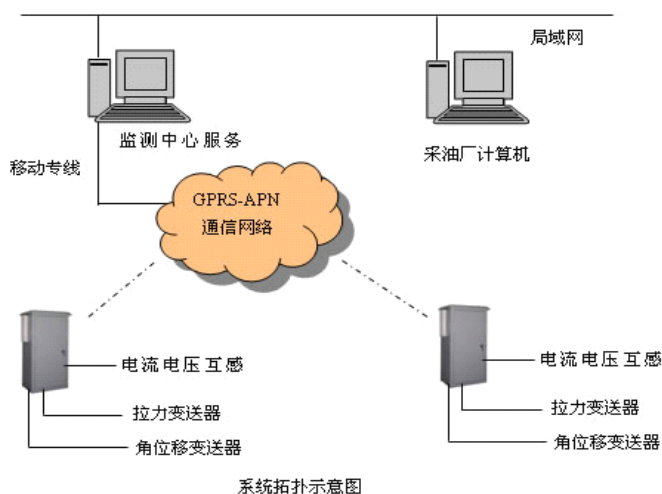 局域网
监测中心服务
采油厂计算机
移动专线
GPRS-APN
通信网络
电流电压互感
拉力变送器
角位移变送器
电流电压互感
拉力变送器
角位移变送器
系统拓扑示意图